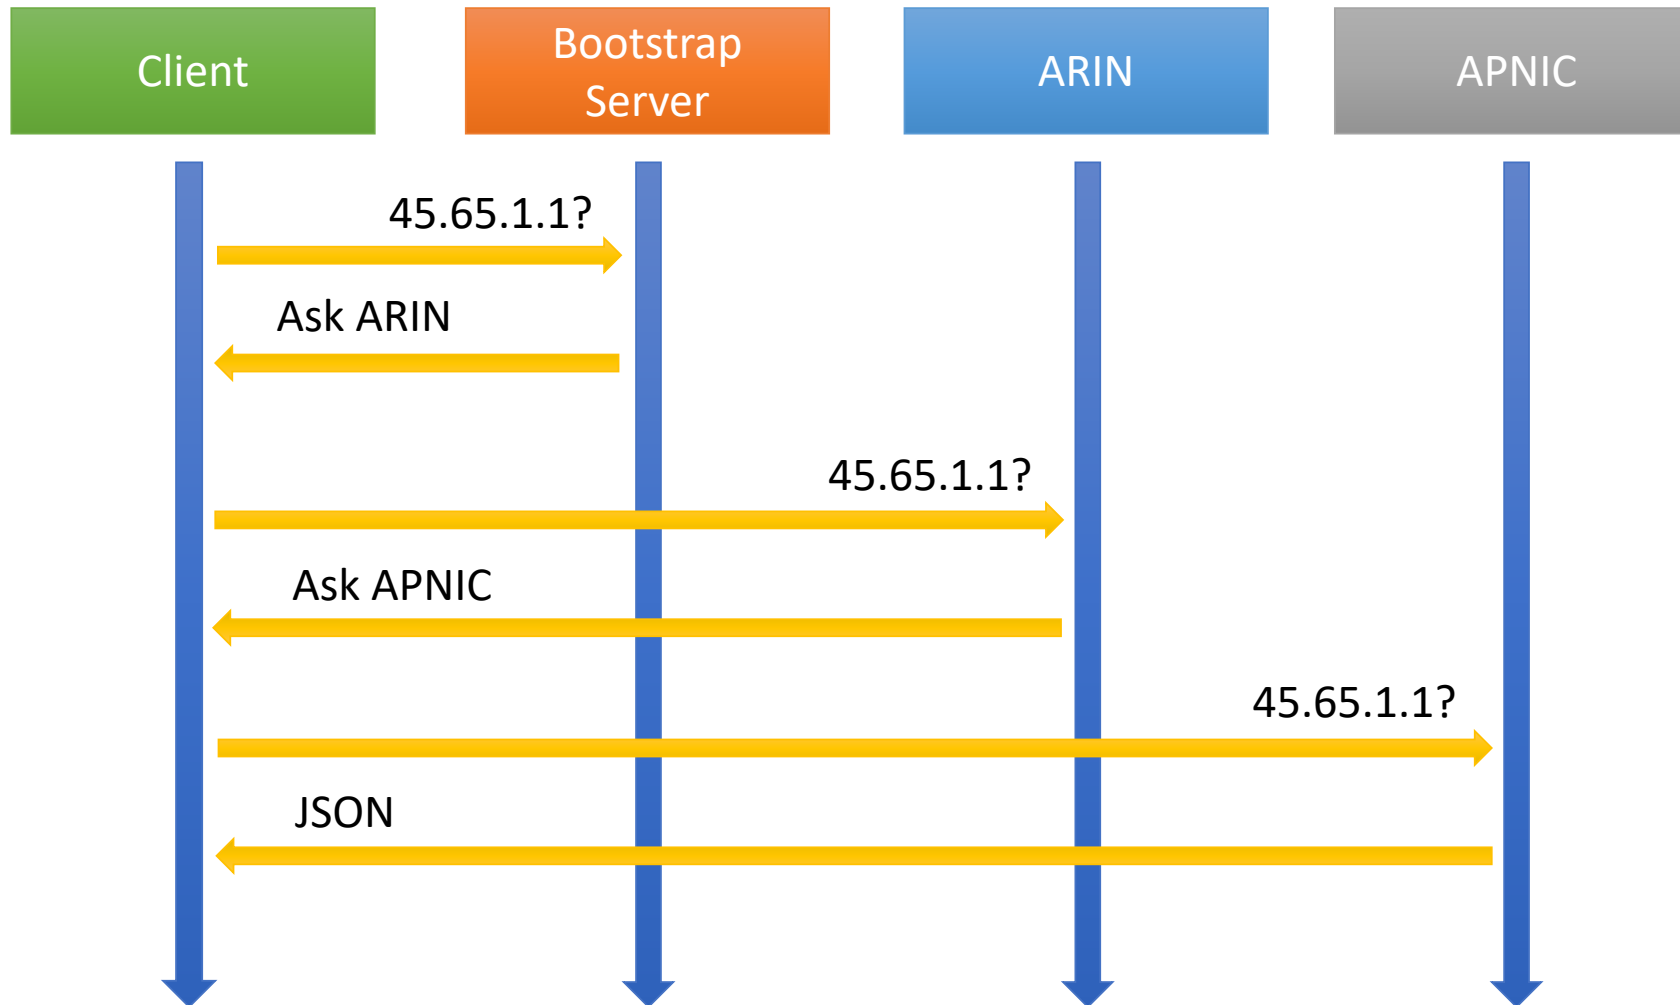 Client
Bootstrap
Server
ARIN
APNIC
45.65.1.1?
Ask ARIN
45.65.1.1?
Ask APNIC
45.65.1.1?
JSON